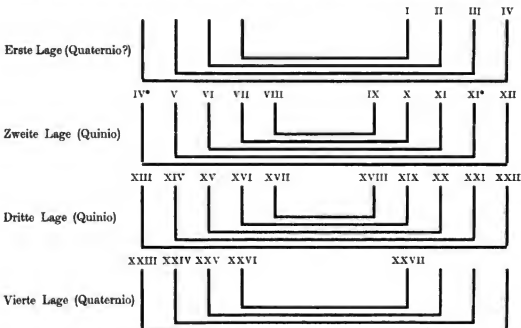 I II III IV
Erste Lage (Quaternio?)
IV• V VI VII VIII IX X XI XI• XII
Zweite Lage (Quinio)
XIII XIV XV XVI XVII XVIII XIX XX XXI XXII
Dritte Lage (Quinio)
XXIII XXIV XXV XXVI XXVII
Vierte Lage (Quaternio)